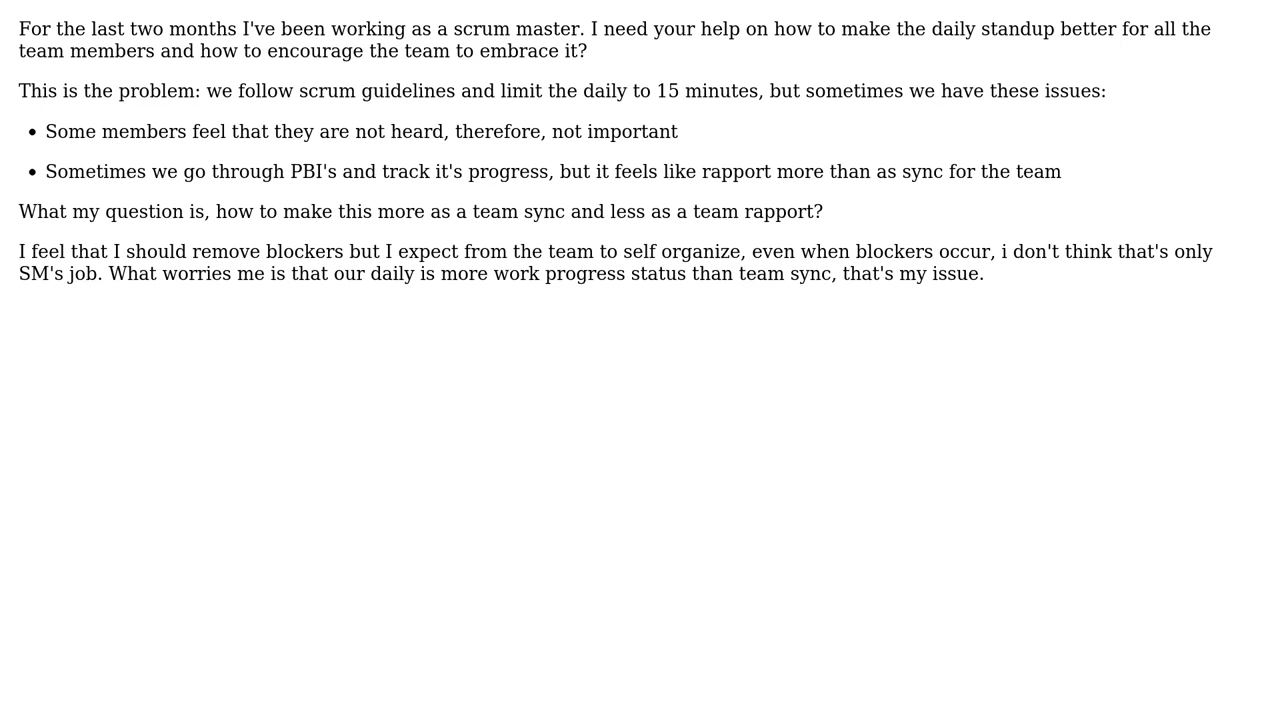 For the last two months I've been working as a scrum master. I need your help on how to make the daily standup better for all the
team members and how to encourage the team to embrace it?
This is the problem: we follow scrum guidelines and limit the daily to 15 minutes, but sometimes we have these issues:
• Some members feel that they are not heard, therefore, not important
• Sometimes we go through PBI's and track it's progress, but it feels like rapport more than as sync for the team
What my question is, how to make this more as a team sync and less as a team rapport?
I feel that I should remove blockers but I expect from the team to self organize, even when blockers occur, i don't think that's only
SM's job. What worries me is that our daily is more work progress status than team sync, that's my issue.